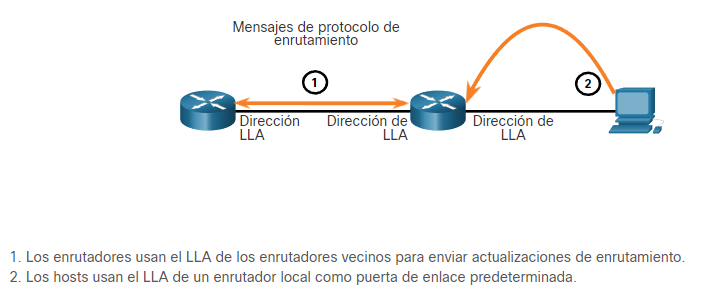 Mensajes de protocolo de
enrutamiento
1
2
Dirección
LLA
Dirección de
LLA
Dirección de
LLA
1. Los enrutadores usan el LLA de los enrutadores vecinos para enviar actualizaciones de enrutamiento.
2. Los hosts usan el LLA de un enrutador local como puerta de enlace predeterminada.